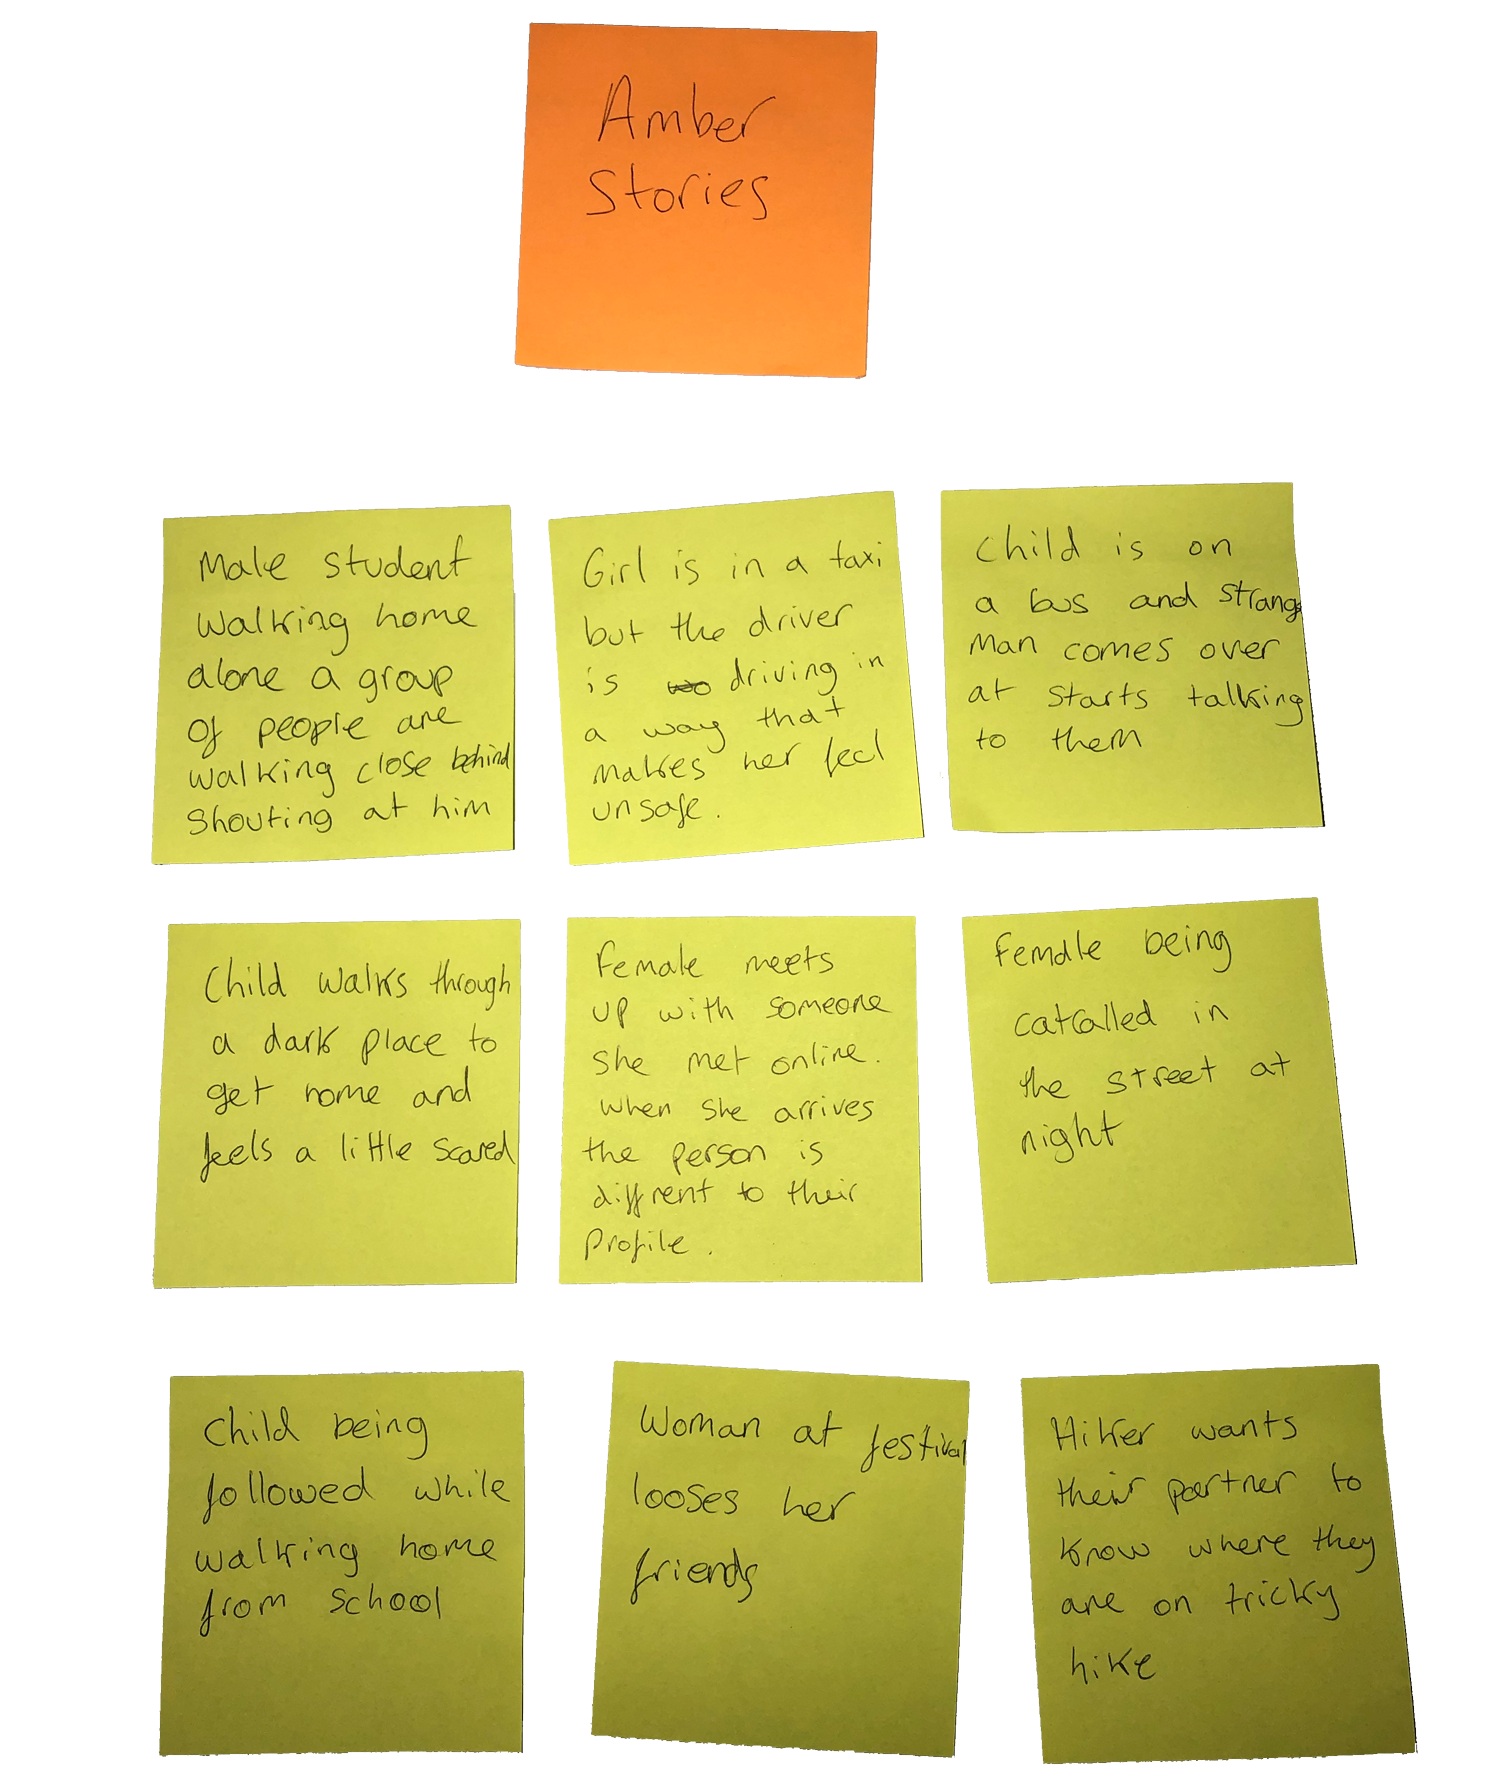 Amber
Stories
Male student
walking home
alone a group
of people are
walking close behind
shouting at him
Girl is in a taxi
but the driver
is driving in
a way that
makes her feel
unsafe.
Child is on
a bus and strange
man comes over
at starts talking
to them
Child walks through
a dark place to
get home and
feels a little scared
Female meets
up with someone
she met online.
when she arrives
the person is
diffrent to their
profile.
Female being
catcalled in
the street at
night
Child being
followed while
walking home
from school
Woman at festival
looses her
friends
Hiker wants
their partner to
know where they
are on tricky
hike